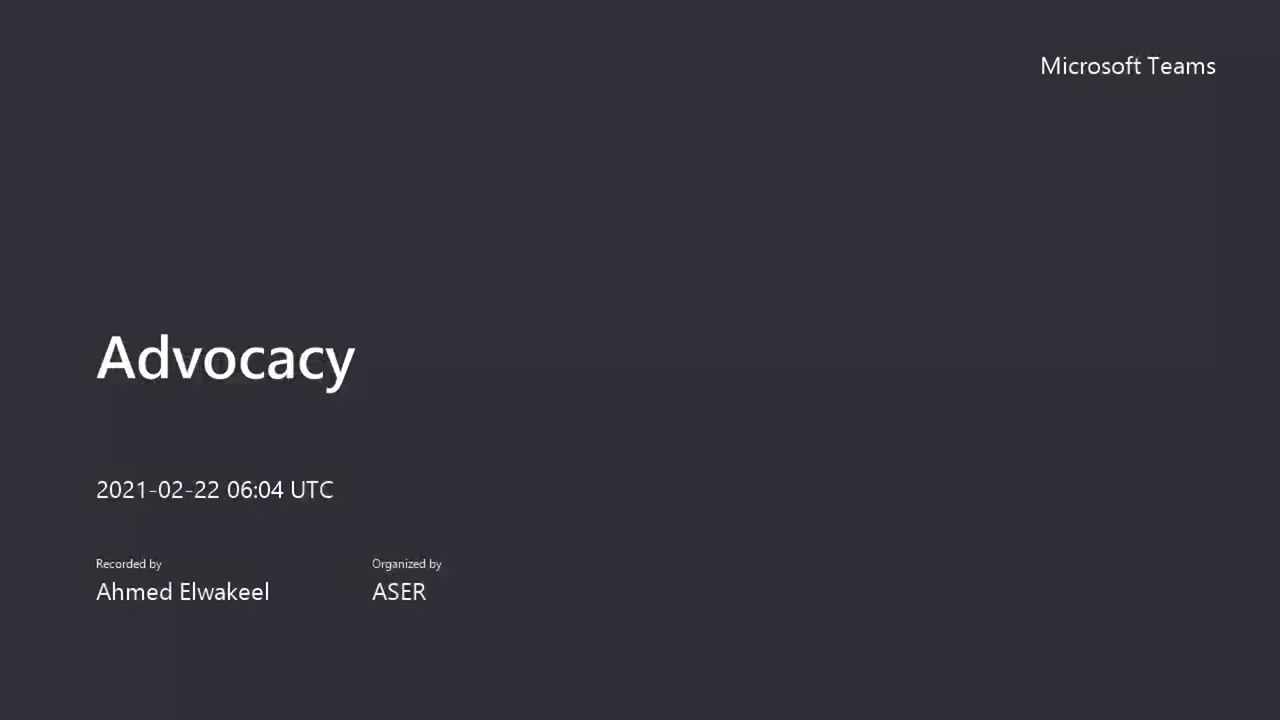 Microsoft Teams
Advocacy
2021-02-22 06:04 UTC
Recorded by
Ahmed Elwakeel
Organized by
ASER